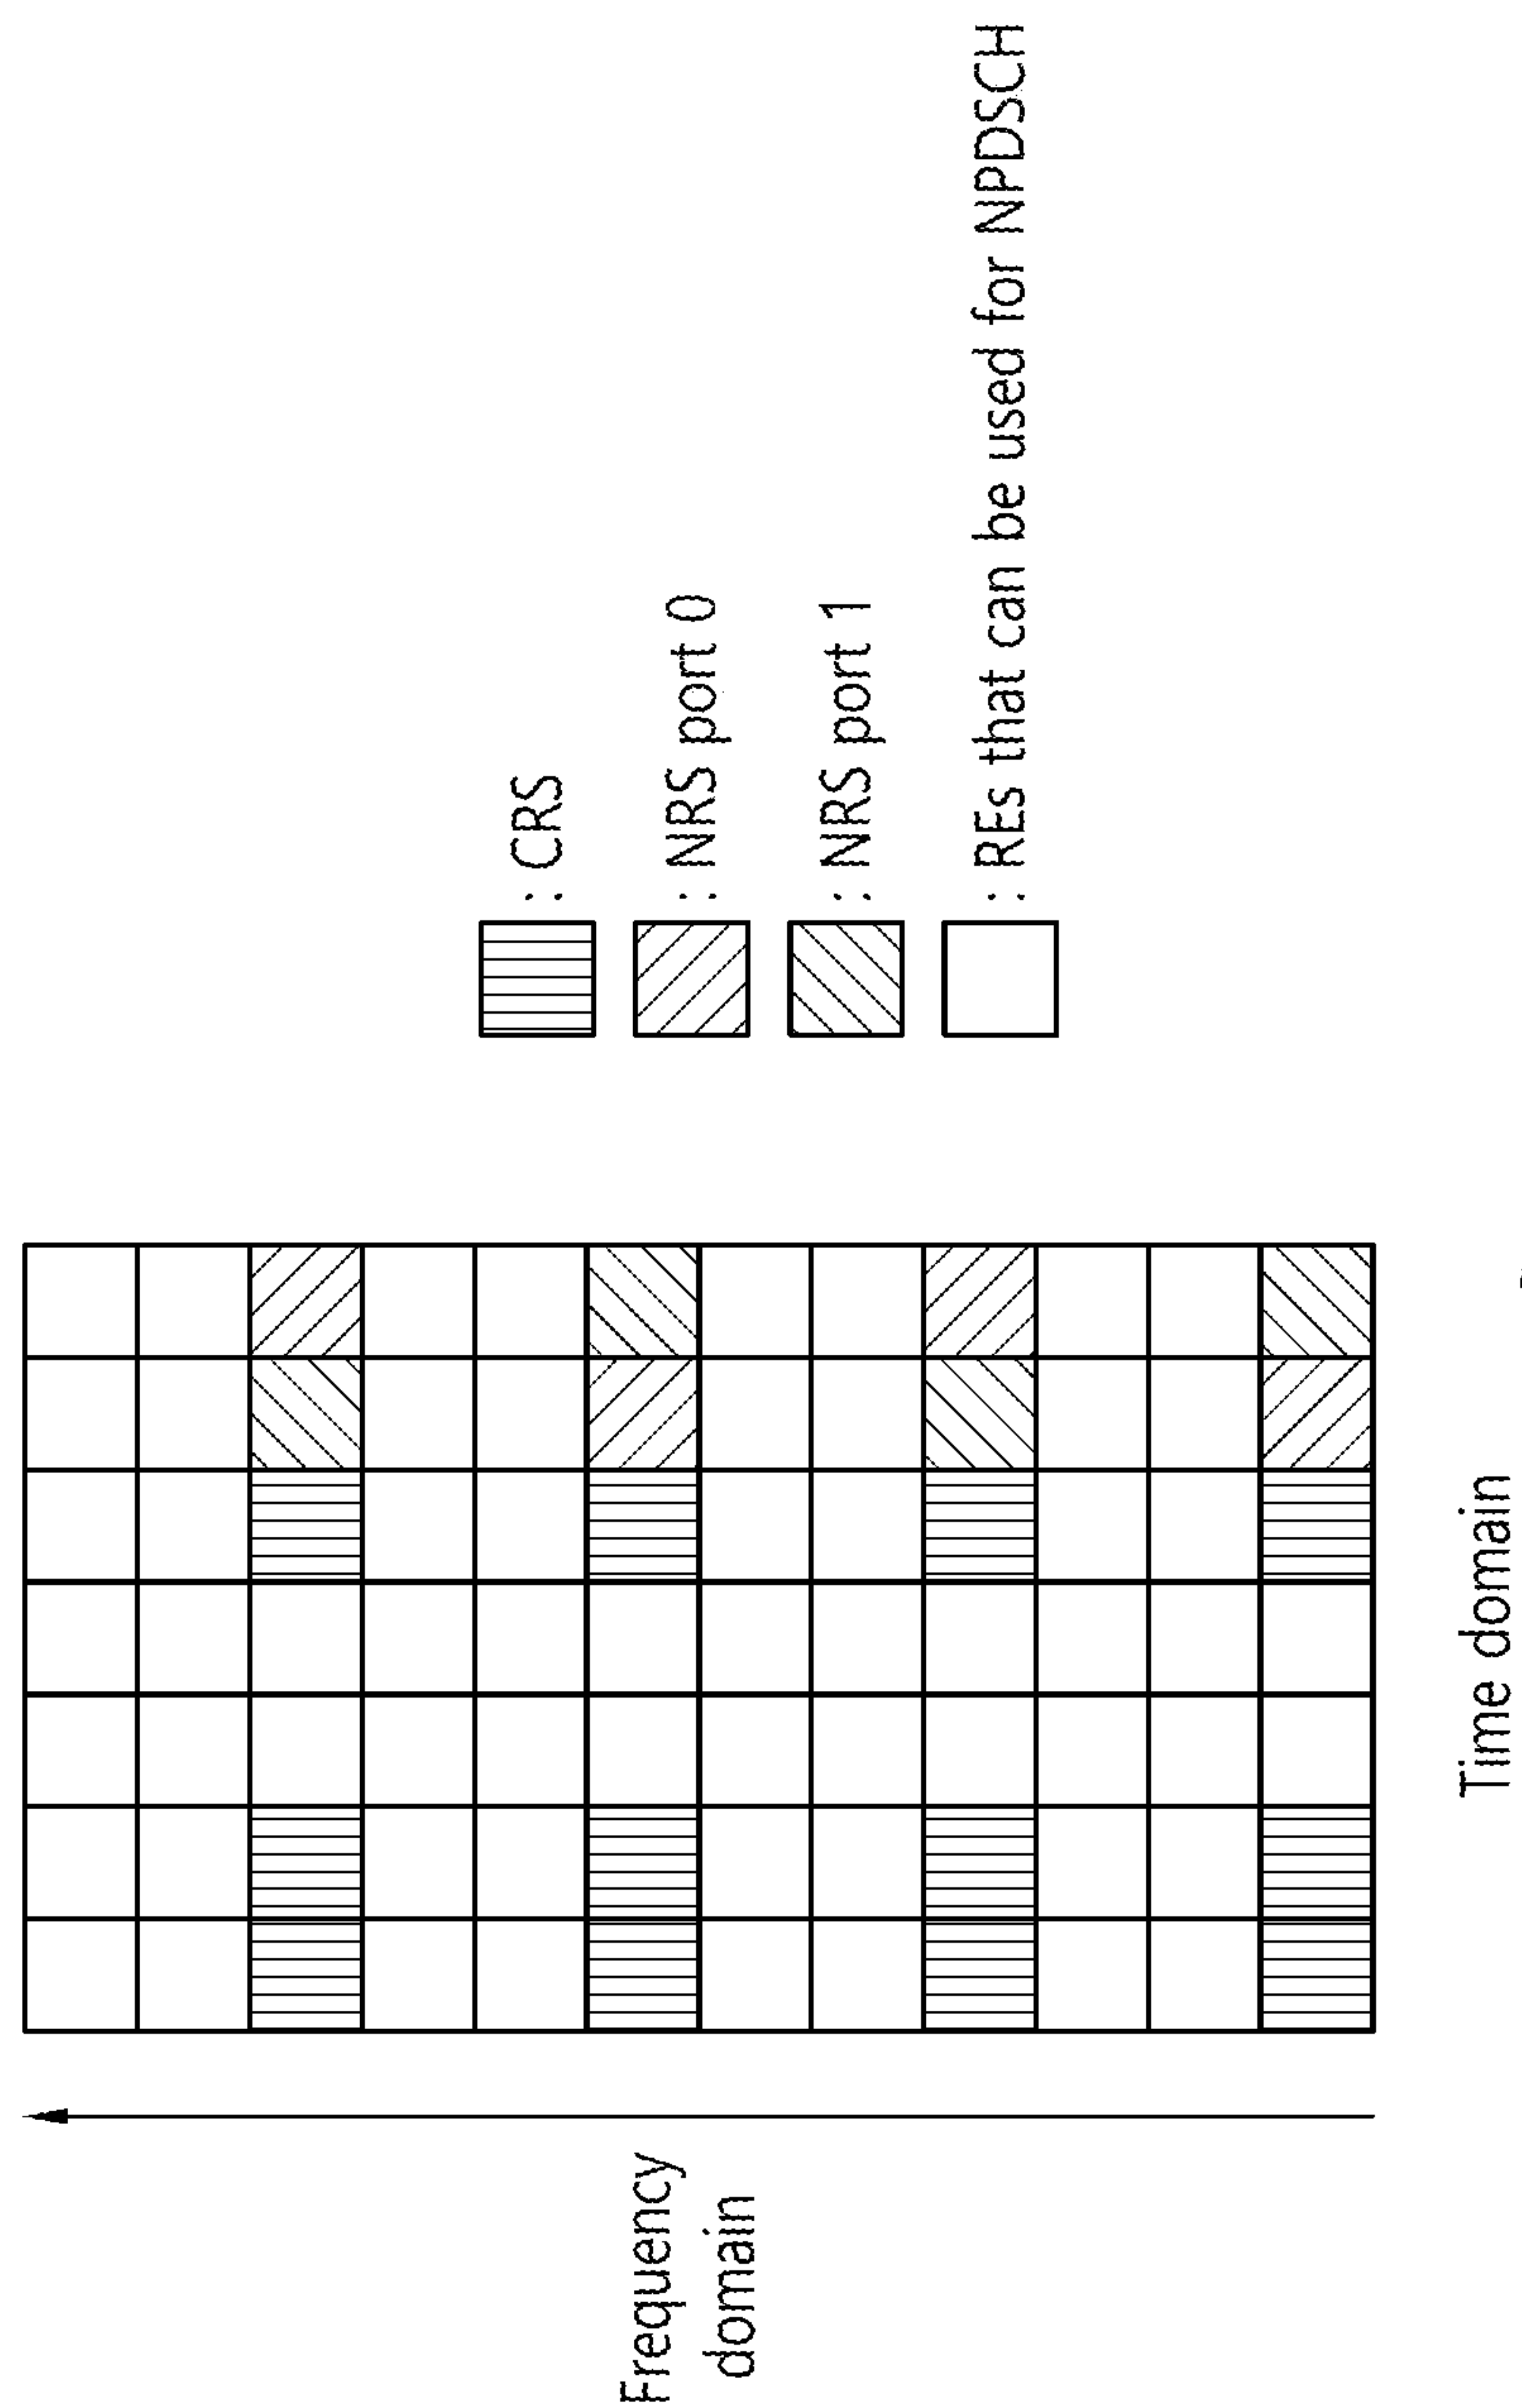 Frequency
domain
Time domain
: CRS
: NRS port 0
: NRS port 1
: REs that can be used for NPDSCH